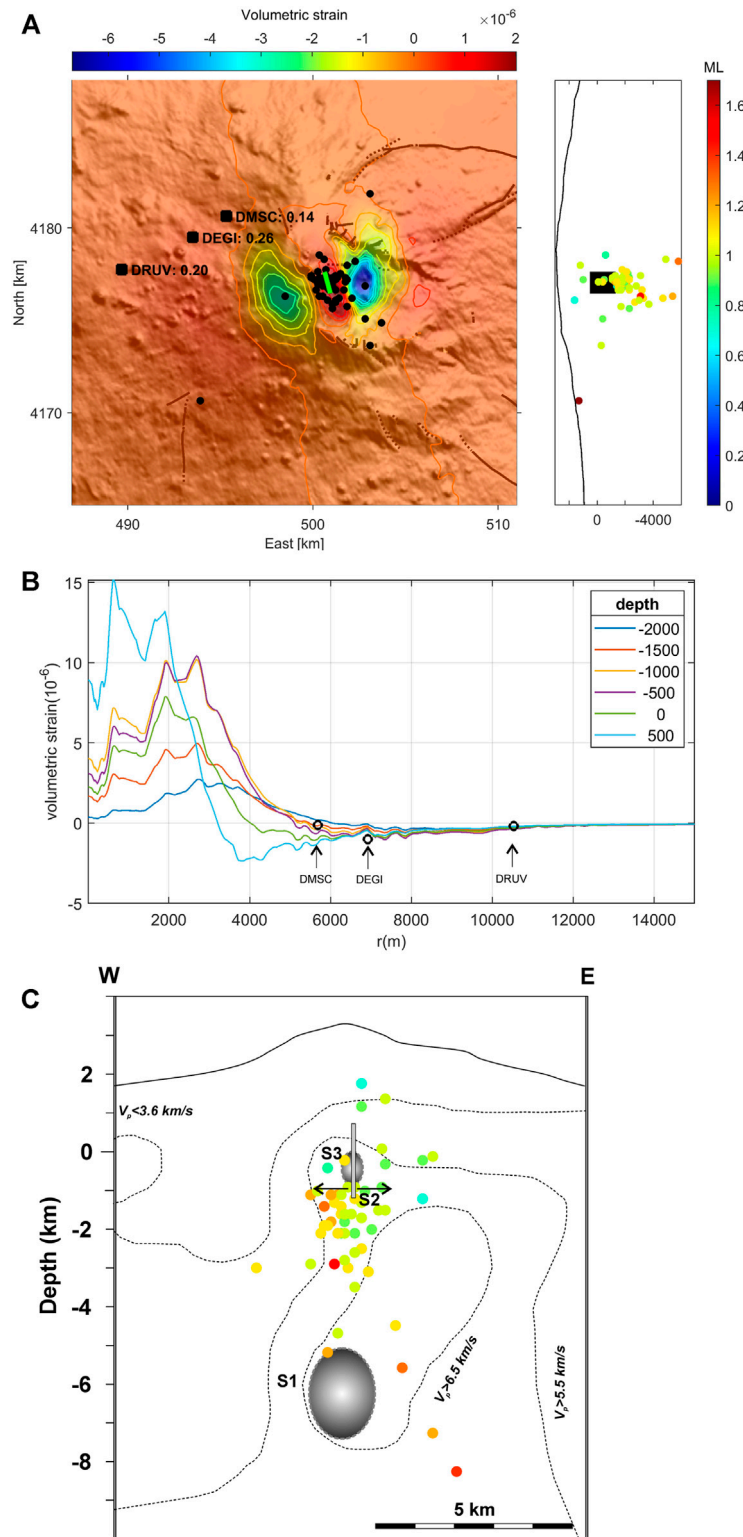 A
Volumetric strain
×10⁻⁶
-6 -5 -4 -3 -2 -1 0 1 2
ML
4180
4170
North [km]
DMSC: 0.14
DEGI: 0.26
DRUV: 0.20
490 500 510
East [km]
0 -4000
1.6
1.4
1.2
1
0.8
0.6
0.4
0.2
0
B
15
10
5
0
-5
volumetric strain(10⁻⁶)
depth
-2000
-1500
-1000
-500
0
500
DMSC
DEGI
DRUV
0 2000 4000 6000 8000 10000 12000 14000
r(m)
W
E
C
2
0
-2
-4
-6
-8
Depth (km)
Vp<3.6 km/s
S3
S2
S1
Vp>6.5 km/s
Vp>5.5 km/s
5 km